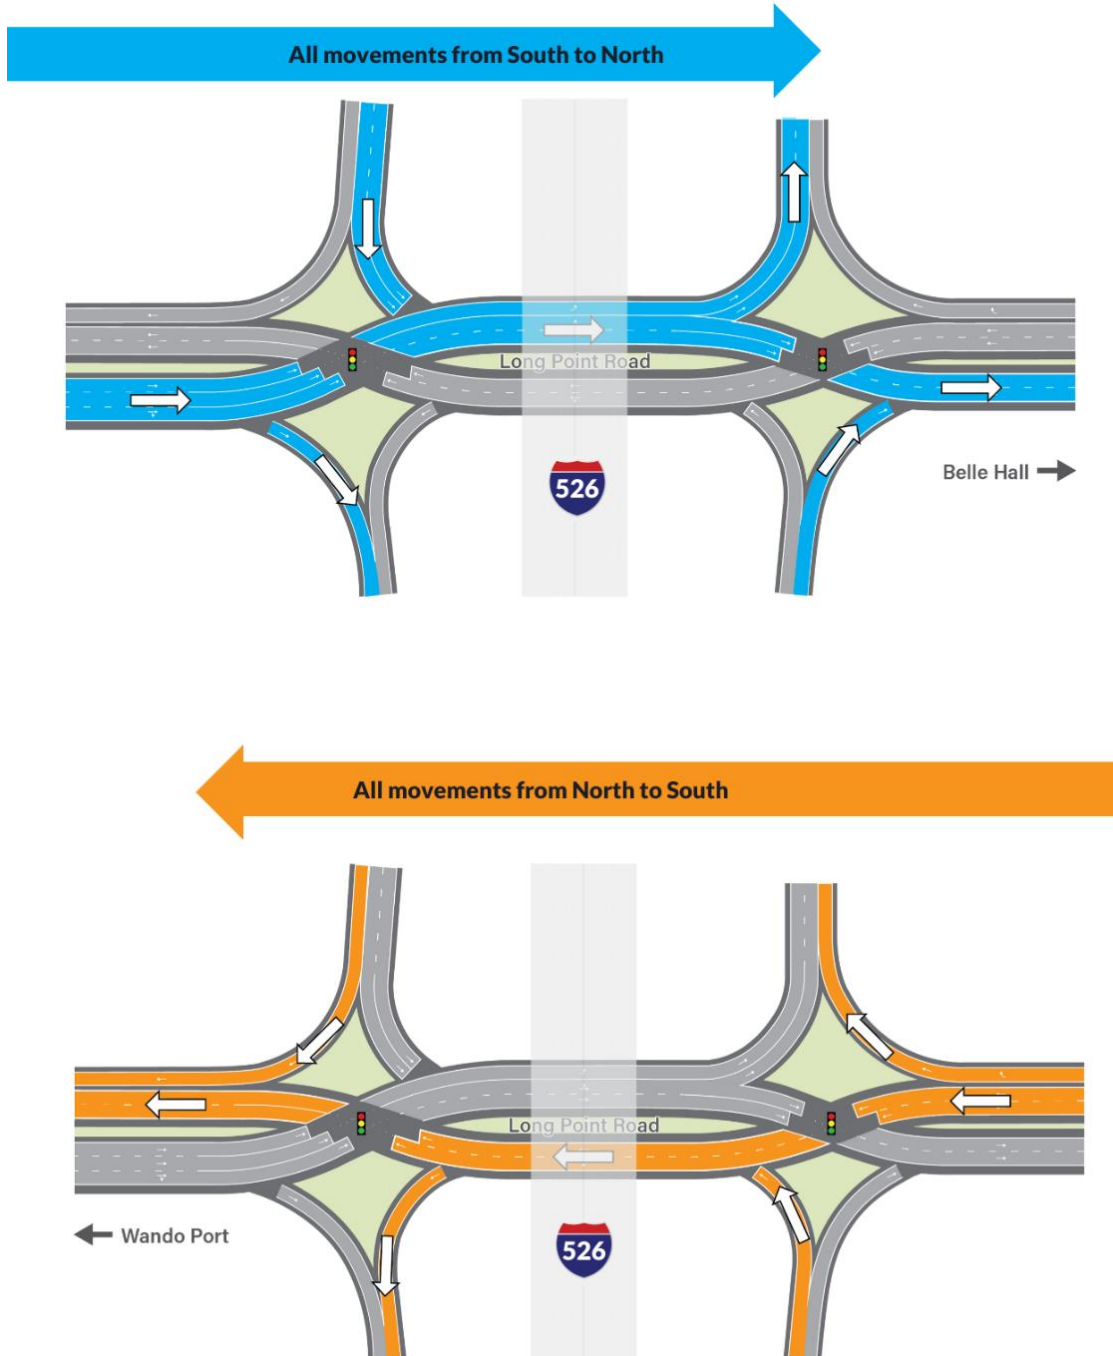 All movements from South to North
Long Point Road
526
Belle Hall
All movements from North to South
Long Point Road
Wando Port
526